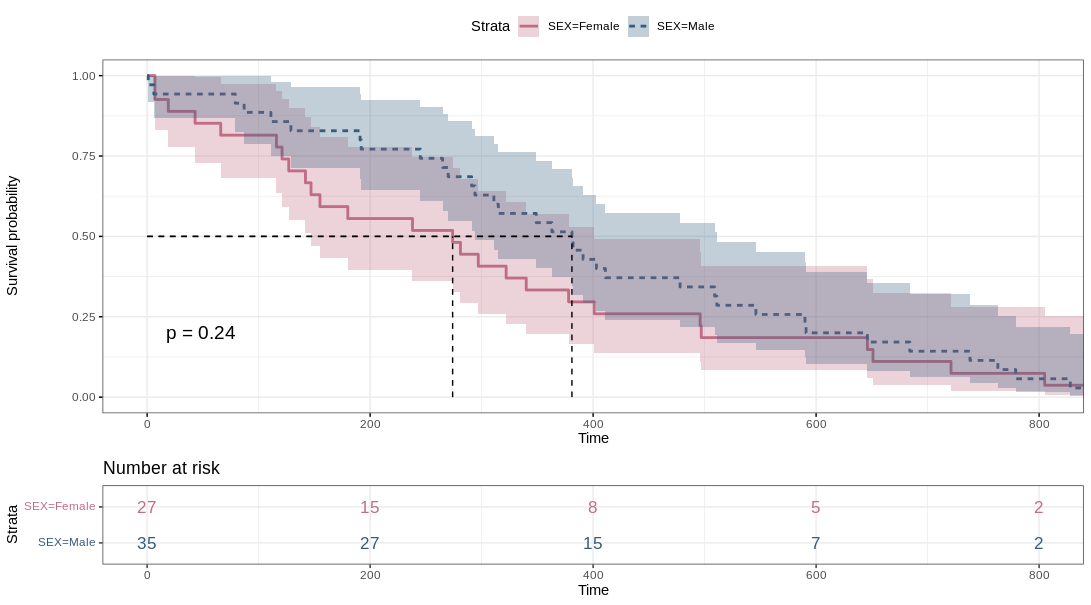 Strata SEX=Female SEX=Male
1.00
0.75
0.50
0.25
0.00
Survival probability
p = 0.24
0 200 400 600 800
Time
Number at risk
Strata
SEX=Female 27 15 8 5 2
SEX=Male 35 27 15 7 2
0 200 400 600 800
Time